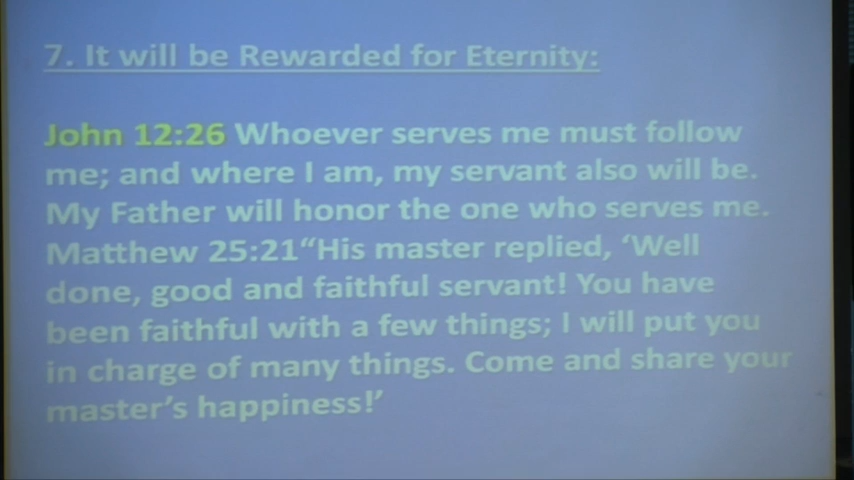 7. It will be Rewarded for Eternity:
John 12:26 Whoever serves me must follow
me; and where I am, my servant also will be.
My Father will honor the one who serves me.
Matthew 25:21“His master replied, ‘Well
done, good and faithful servant! You have
been faithful with a few things; I will put you
in charge of many things. Come and share your
master’s happiness!’